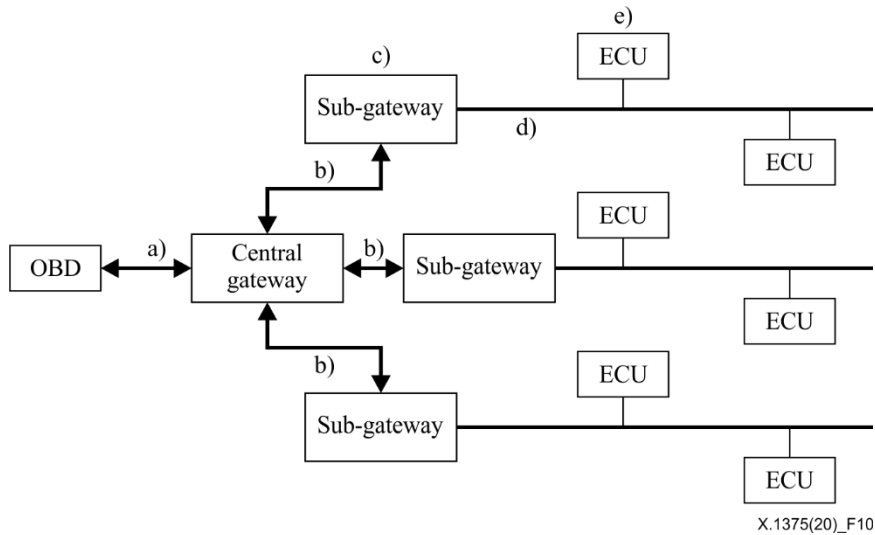 e)
ECU
c)
Sub-gateway
d)
ECU
b)
ECU
a)
OBD
Central
gateway
b)
Sub-gateway
ECU
b)
ECU
Sub-gateway
ECU
X.1375(20)_F10